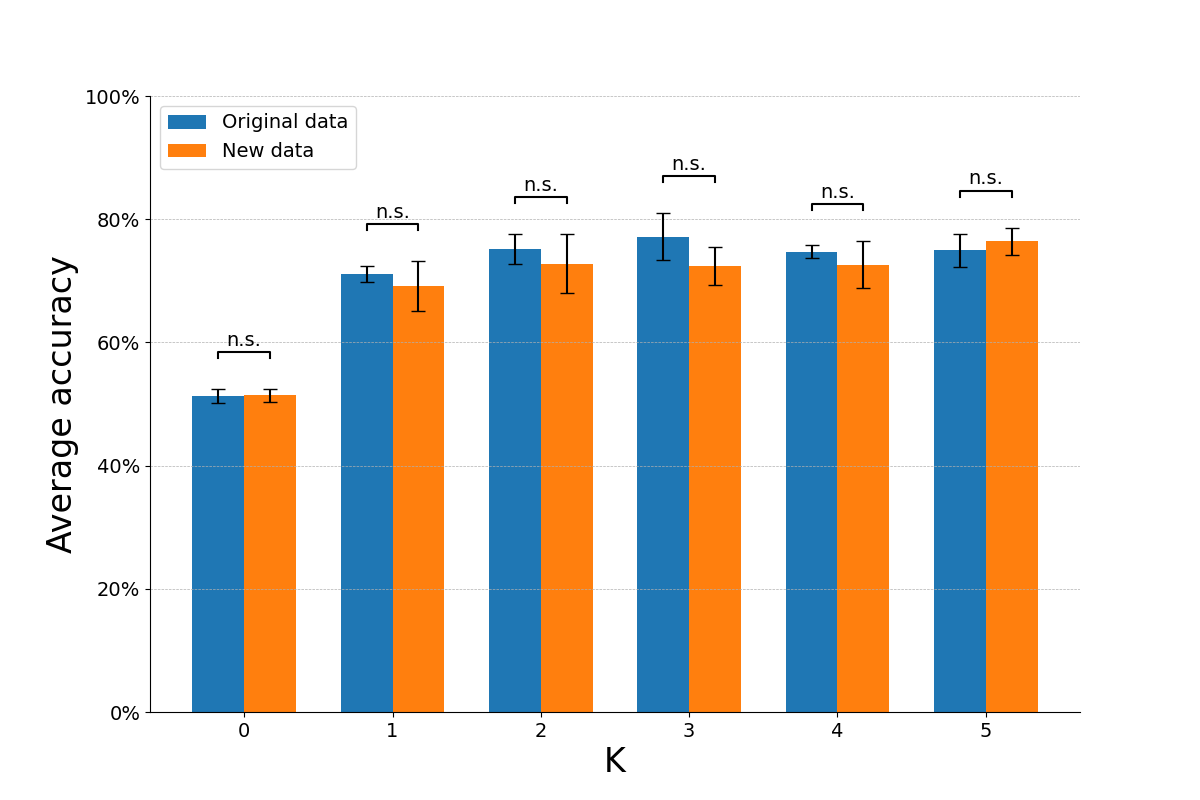 100%
80%
60%
40%
20%
0%
Average accuracy
Original data
New data
n.s.
n.s.
n.s.
n.s.
n.s.
n.s.
0 1 2 3 4 5
K